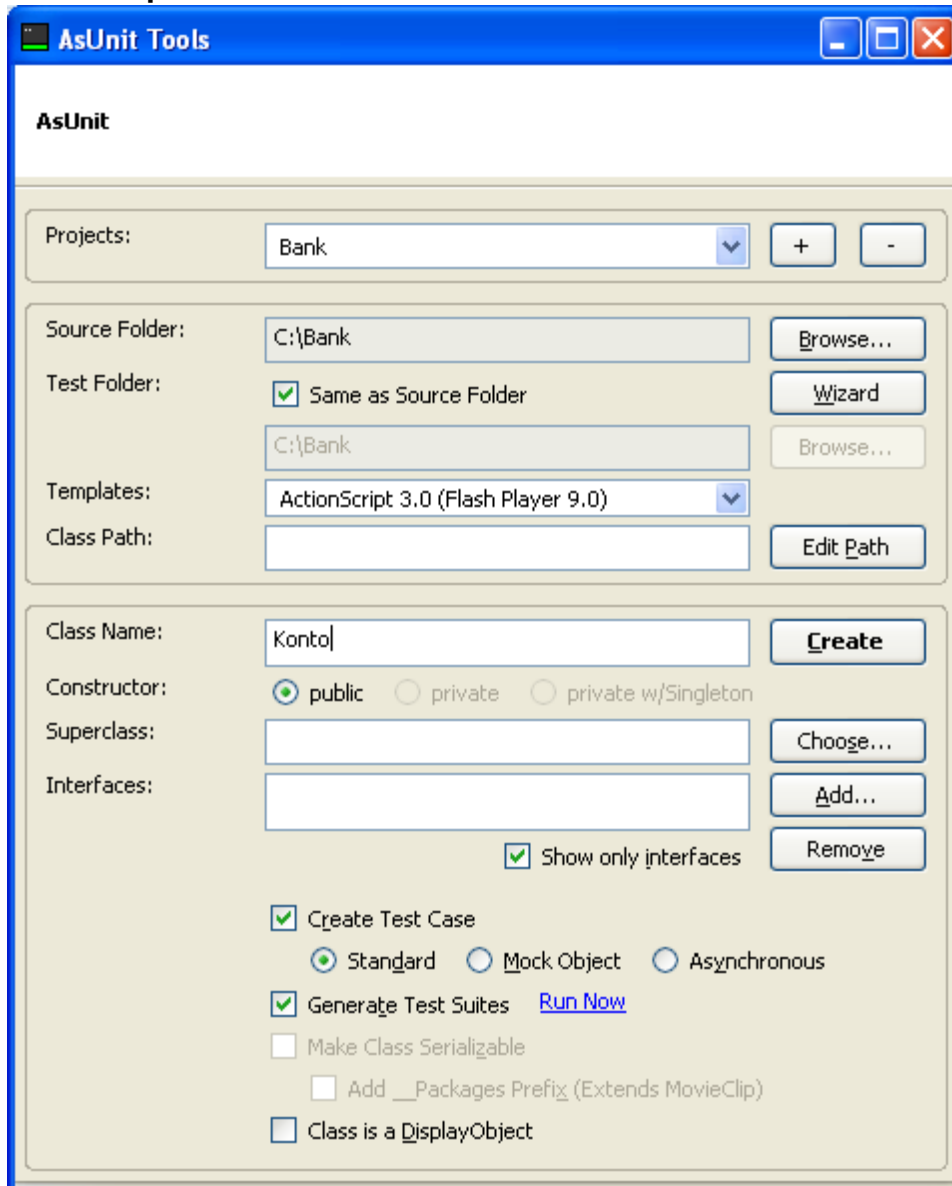 AsUnit Tools
AsUnit
Projects: Bank + -
Source Folder: C:\Bank Browse...
Test Folder: Same as Source Folder Wizard
C:\Bank Browse...
Templates: ActionScript 3.0 (Flash Player 9.0)
Class Path: Edit Path
Class Name: Konto Create
Constructor: public private private w/Singleton
Superclass: Choose...
Interfaces: Add...
Show only interfaces Remove
Create Test Case
Standard Mock Object Asynchronous
Generate Test Suites Run Now
Make Class Serializable
Add __Packages Prefix (Extends MovieClip)
Class is a DisplayObject